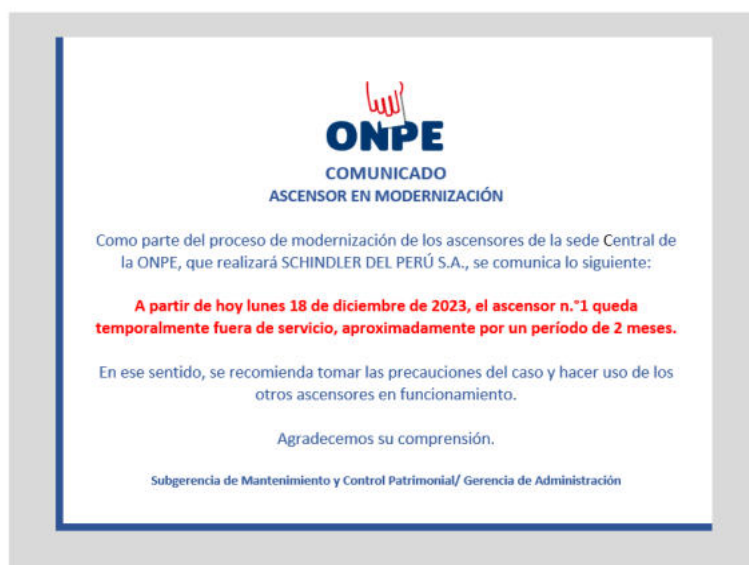 ONPE
COMUNICADO
ASCENSOR EN MODERNIZACIÓN
Como parte del proceso de modernización de los ascensores de la sede Central de
la ONPE, que realizará SCHINDLER DEL PERÚ S.A., se comunica lo siguiente:
A partir de hoy lunes 18 de diciembre de 2023, el ascensor n.°1 queda
temporalmente fuera de servicio, aproximadamente por un período de 2 meses.
En ese sentido, se recomienda tomar las precauciones del caso y hacer uso de los
otros ascensores en funcionamiento.
Agradecemos su comprensión.
Subgerencia de Mantenimiento y Control Patrimonial/ Gerencia de Administración